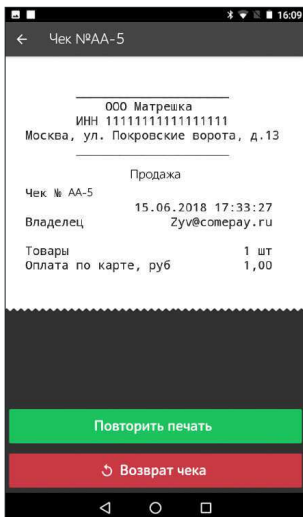 16:09
Чек №АА-5
ООО Матрешка
ИНН 11111111111111111
Москва, ул. Покровские ворота, д.13
Продажа
Чек № АА-5
15.06.2018 17:33:27
Владелец Zyv@comepay.ru
Товары 1 шт
Оплата по карте, руб 1,00
Повторить печать
Возврат чека